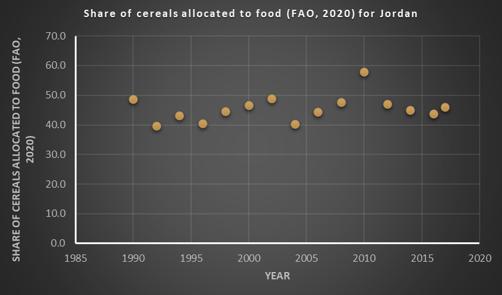 Share of cereals allocated to food (FAO, 2020) for Jordan
SHARE OF CEREALS ALLOCATED TO FOOD (FAO,
2020)
70.0
60.0
50.0
40.0
30.0
20.0
10.0
0.0
1985 1990 1995 2000 2005 2010 2015 2020
YEAR